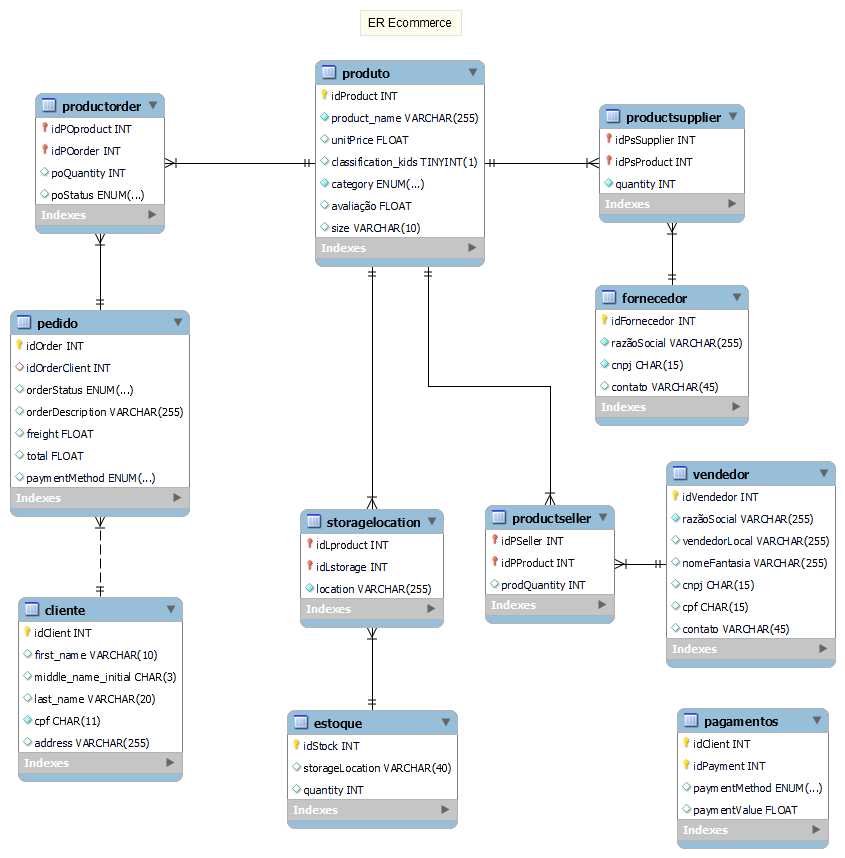 ER Ecommerce
produto
idProduct INT
product_name VARCHAR(255)
unitPrice FLOAT
classification_kids TINYINT(1)
category ENUM(...)
avaliação FLOAT
size VARCHAR(10)
Indexes
productorder
idPOproduct INT
idPOorder INT
poQuantity INT
poStatus ENUM(...)
Indexes
productsupplier
idPsSupplier INT
idPsProduct INT
quantity INT
Indexes
pedido
idOrder INT
idOrderClient INT
orderStatus ENUM(...)
orderDescription VARCHAR(255)
freight FLOAT
total FLOAT
paymentMethod ENUM(...)
Indexes
fornecedor
idFornecedor INT
razãoSocial VARCHAR(255)
cnpj CHAR(15)
contato VARCHAR(45)
Indexes
storagelocation
idLproduct INT
idLstorage INT
location VARCHAR(255)
Indexes
productseller
idPSeller INT
idPProduct INT
prodQuantity INT
Indexes
vendedor
idVendedor INT
razãoSocial VARCHAR(255)
vendedorLocal VARCHAR(255)
nomeFantasia VARCHAR(255)
cnpj CHAR(15)
cpf CHAR(15)
contato VARCHAR(45)
Indexes
cliente
idClient INT
first_name VARCHAR(10)
middle_name_initial CHAR(3)
last_name VARCHAR(20)
cpf CHAR(11)
address VARCHAR(255)
Indexes
estoque
idStock INT
storageLocation VARCHAR(40)
quantity INT
Indexes
pagamentos
idClient INT
idPayment INT
paymentMethod ENUM(...)
paymentValue FLOAT
Indexes